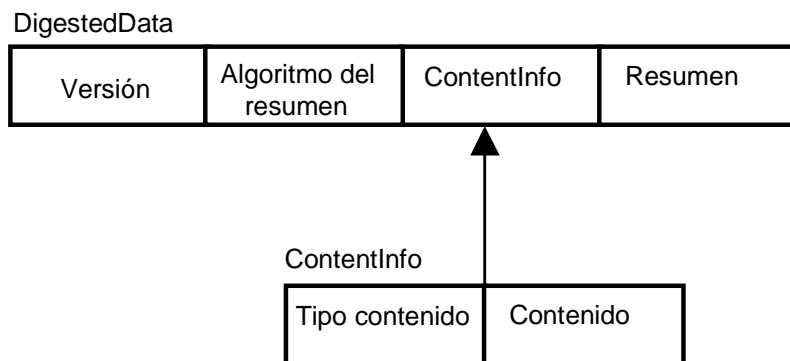 DigestedData
Versión
Algoritmo del
resumen
ContentInfo
Resumen
ContentInfo
Tipo contenido
Contenido